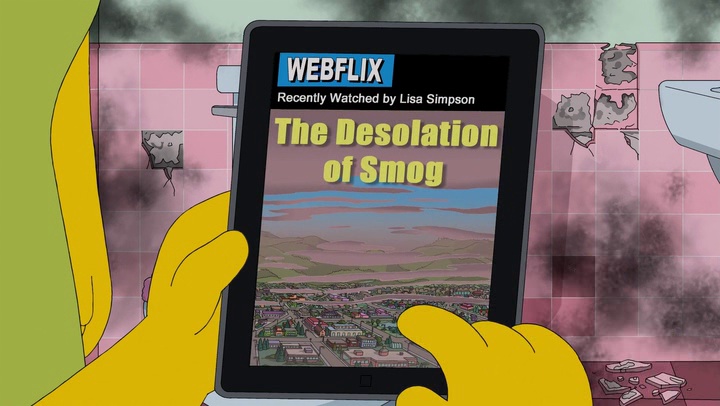 WEBFLIX
Recently Watched by Lisa Simpson
The Desolation
of Smog